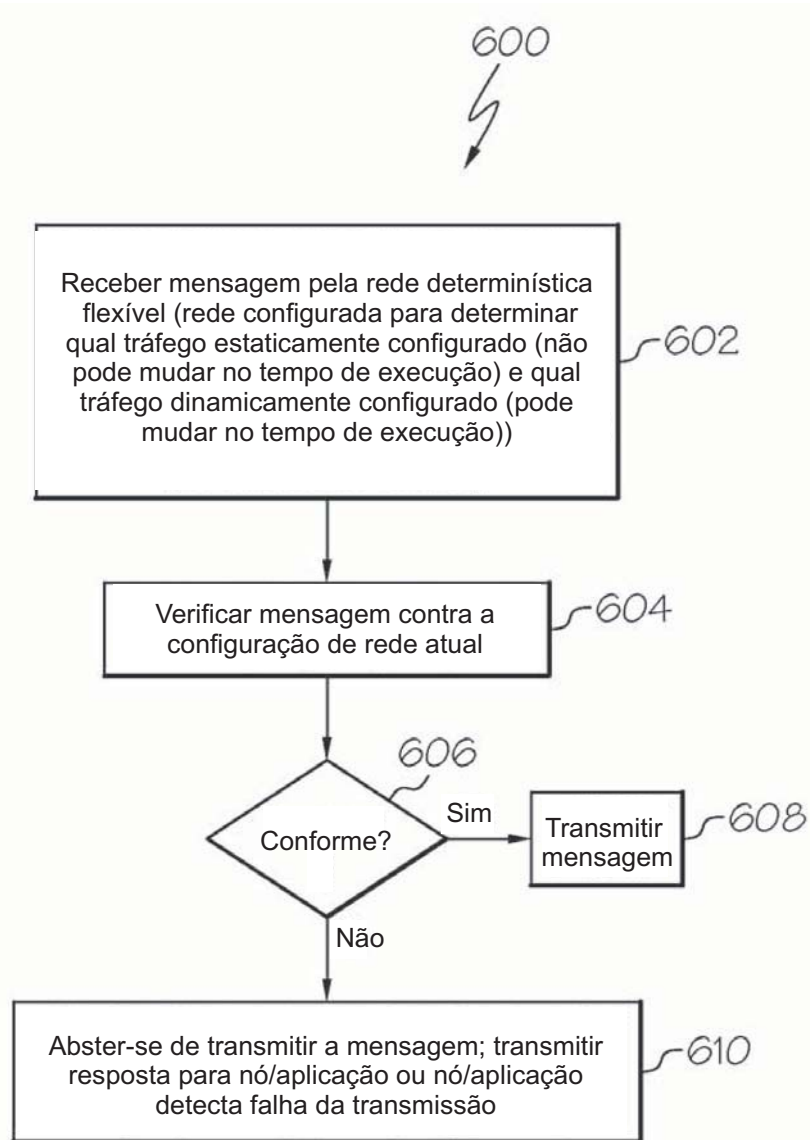 600
Receber mensagem pela rede determinística
flexível (rede configurada para determinar
qual tráfego estaticamente configurado (não
pode mudar no tempo de execução) e qual
tráfego dinamicamente configurado (pode
mudar no tempo de execução))
602
Verificar mensagem contra a
configuração de rede atual
604
606
Conforme?
Sim
Transmitir
mensagem
608
Não
Abster-se de transmitir a mensagem; transmitir
resposta para nó/aplicação ou nó/aplicação
detecta falha da transmissão
610